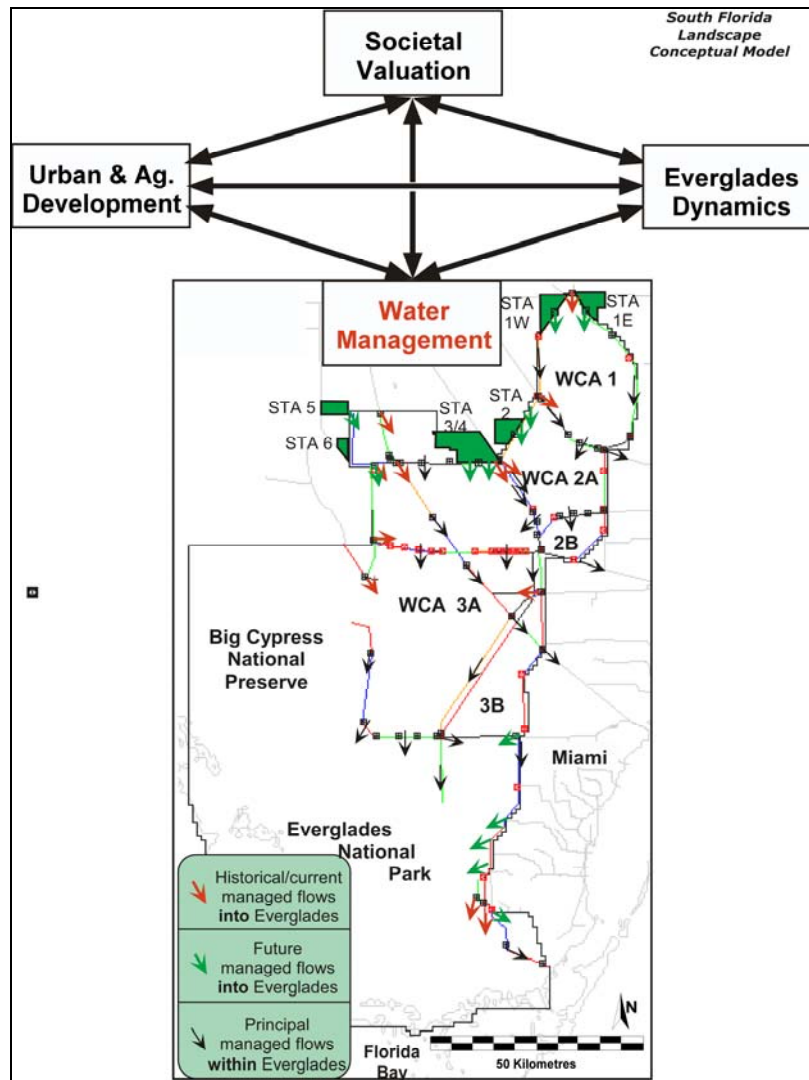 South Florida
Landscape
Conceptual Model
Societal
Valuation
Urban & Ag.
Development
Everglades
Dynamics
Water
Management
STA
1W
STA
1E
WCA 1
STA 5
STA 6
STA
3/4
STA
2
WCA 2A
2B
WCA 3A
Big Cypress
National
Preserve
3B
Miami
Everglades
National
Park
Historical/current
managed flows
into Everglades
Future
managed flows
into Everglades
Principal
managed flows
within Everglades
Florida
Bay
N
50 Kilometres